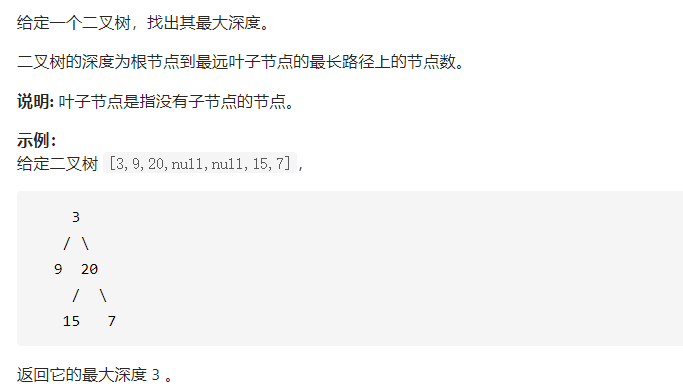 给定一个二叉树，找出其最大深度。
二叉树的深度为根节点到最远叶子节点的最长路径上的节点数。
说明: 叶子节点是指没有子节点的节点。
示例：
给定二叉树 [3,9,20,null,null,15,7]，
3
/ \
9 20
/ \
15 7
返回它的最大深度 3 。